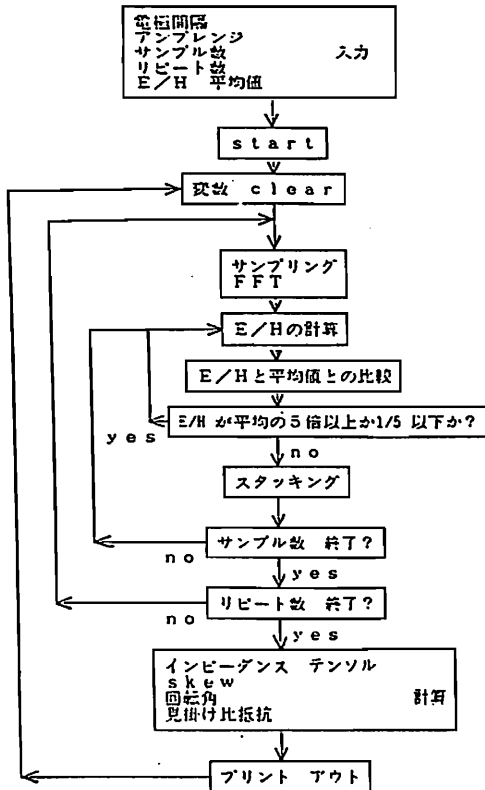 電極間隔
アンプレンジ
サンプル数 入力
リピート数
E/H 平均値
start
変数 clear
サンプリング
FFT
E/Hの計算
E/Hと平均値との比較
E/H が平均の5倍以上か1/5 以下か?
yes
no
スタッキング
サンプル数 終了?
no
yes
リピート数 終了?
no
yes
インピーダンス テンソル
skew
回転角 計算
見掛け比抵抗
プリント アウト